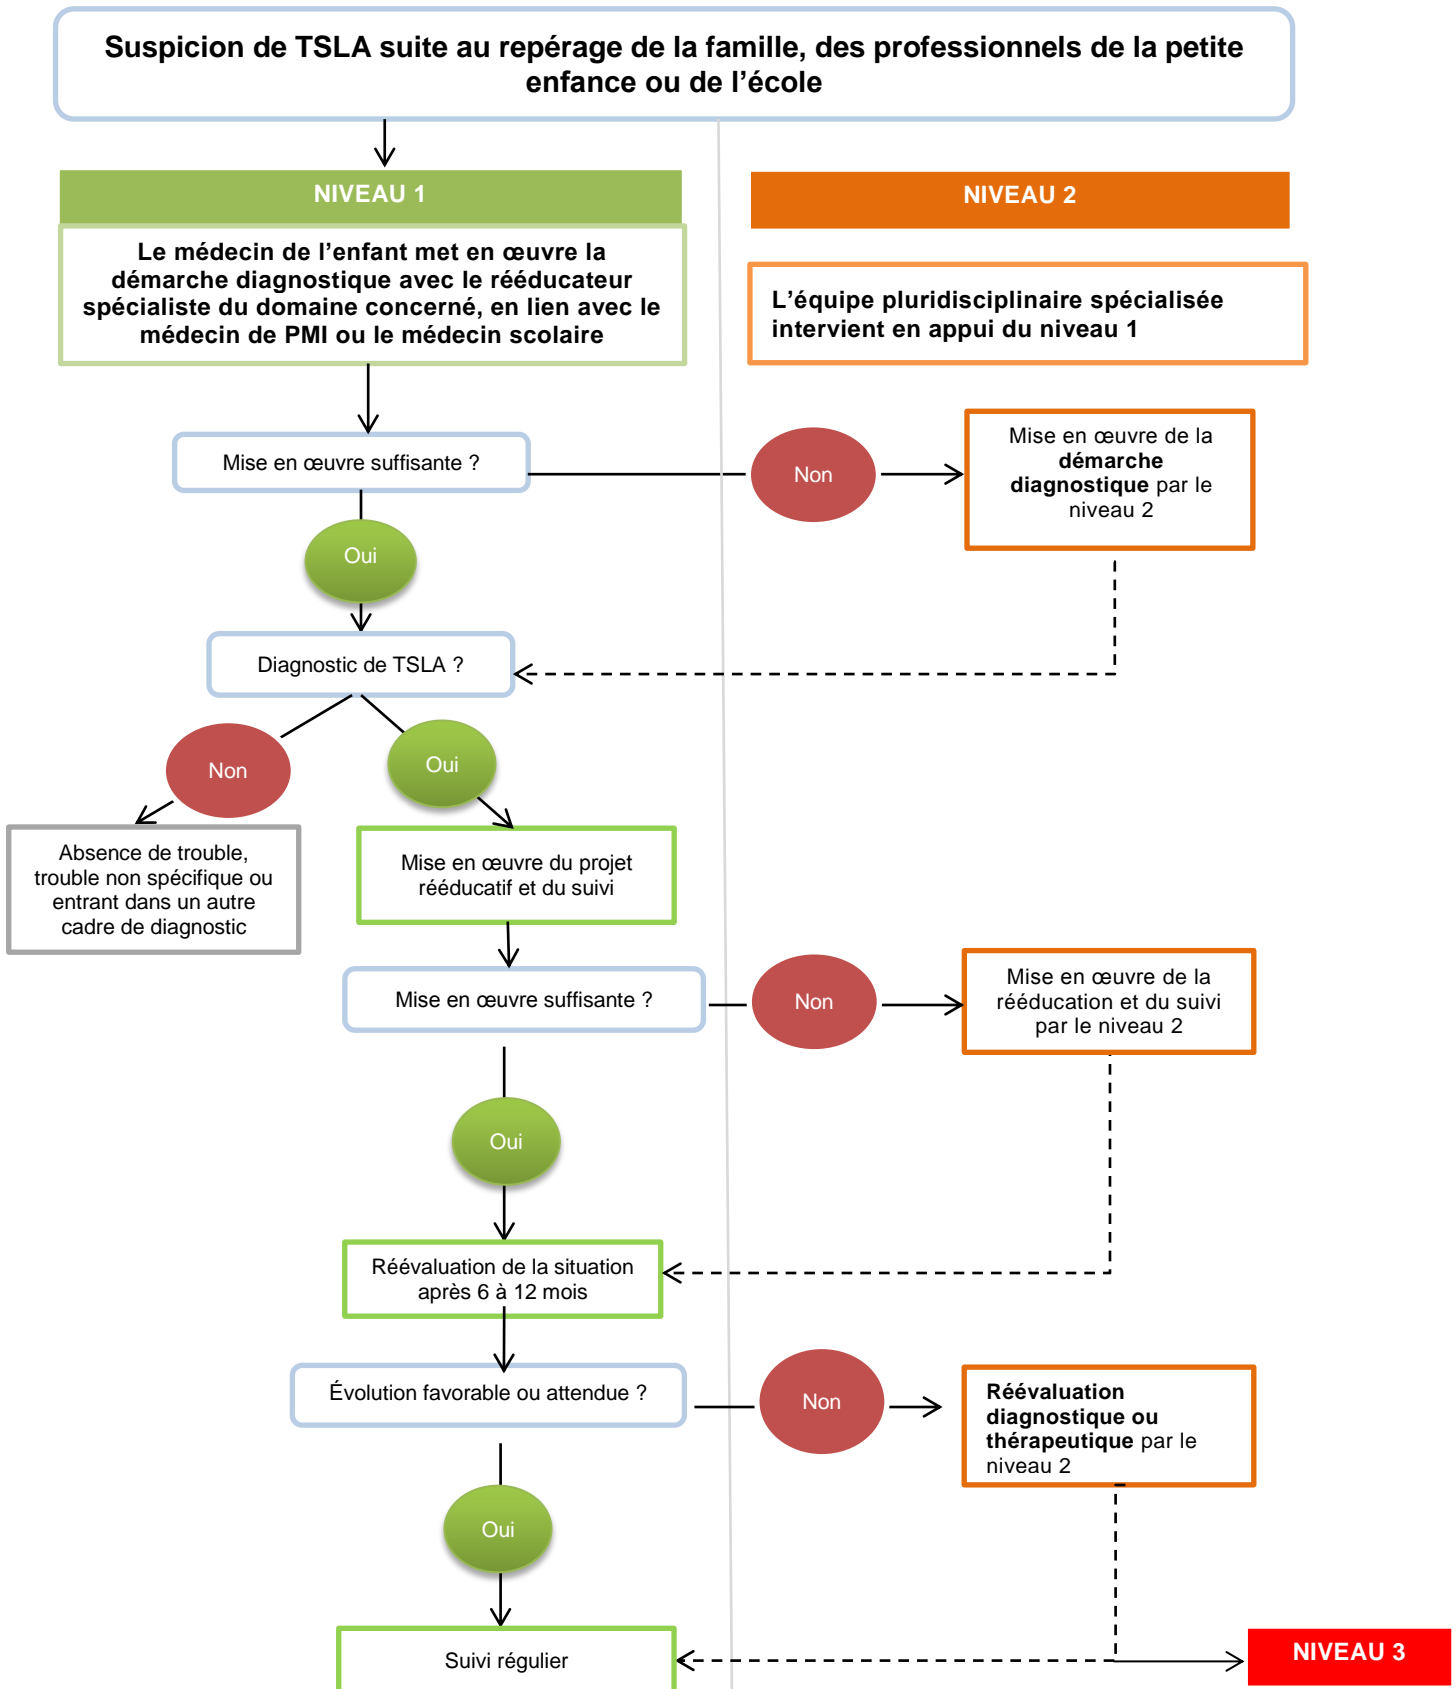 Suspicion de TSLA suite au repérage de la famille, des professionnels de la petite
enfance ou de l'école
NIVEAU 1
NIVEAU 2
Le médecin de l'enfant met en œuvre la
démarche diagnostique avec le rééducateur
spécialiste du domaine concerné, en lien avec le
médecin de PMI ou le médecin scolaire
L'équipe pluridisciplinaire spécialisée
intervient en appui du niveau 1
Mise en œuvre suffisante ?
Non
Mise en œuvre de la
démarche
diagnostique par le
niveau 2
Oui
Diagnostic de TSLA ?
Non
Oui
Absence de trouble,
trouble non spécifique ou
entrant dans un autre
cadre de diagnostic
Mise en œuvre du projet
rééducatif et du suivi
Mise en œuvre suffisante ?
Non
Mise en œuvre de la
rééducation et du suivi
par le niveau 2
Oui
Réévaluation de la situation
après 6 à 12 mois
Évolution favorable ou attendue ?
Non
Réévaluation
diagnostique ou
thérapeutique par le
niveau 2
Oui
Suivi régulier
NIVEAU 3